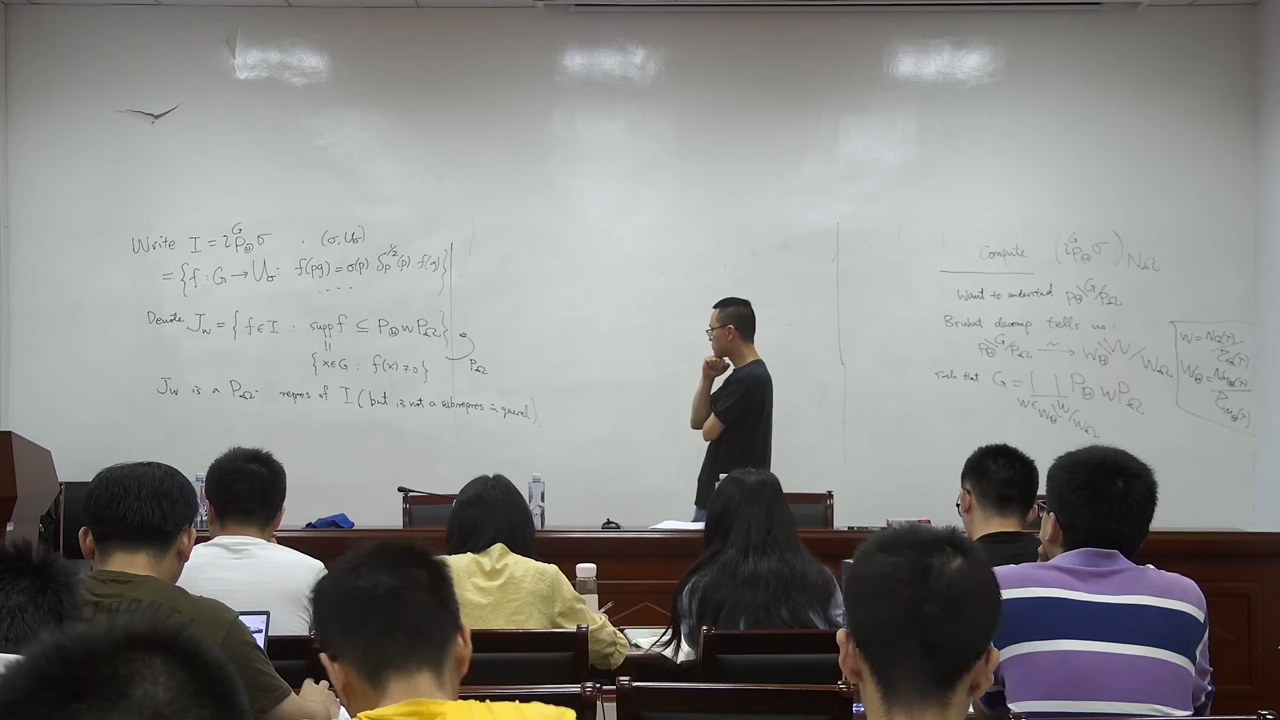 Write I = i^G_{P_Θ} σ . (σ, U_σ)
= {f : G → U_σ : f(pg) = σ(p) δ_P^{1/2}(p) . f(g)}
. . . .
Denote J_w = {f ∈ I : supp f ⊆ P_Θ w P_Ω}
||
{x ∈ G : f(x) ≠ 0}
P_Ω
J_w is a P_Ω- repres of I (but is not a subrepres in general)
Compute (i^G_{P_Θ} σ)_{N_Ω}
Want to understand P_Θ\G/P_Ω
Bruhat decomp tells us:
P_Θ\G/P_Ω ~→ W_Θ\W/W_Ω
that G = ⊔ P_Θ w P_Ω
w ∈ W_Θ\W/W_Ω
W = N_G(T)/Z_G(T)
W_Θ =